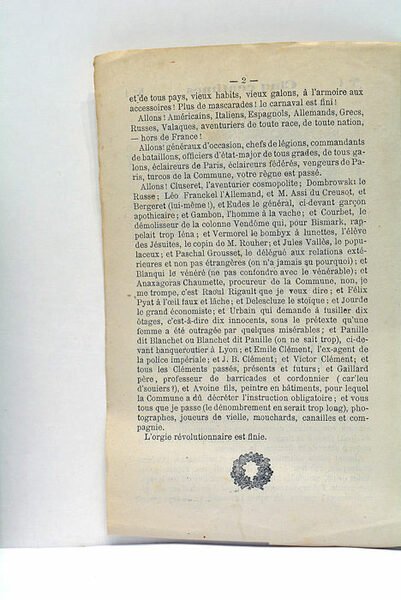 — 2 —
et de tous pays, vieux habits, vieux galons, à l'armoire aux
accessoires! Plus de mascarades! le carnaval est fini!
Allons! Américains, Italiens, Espagnols, Allemands, Grecs,
Russes, Valaques, aventuriers de toute race, de toute nation,
— hors de France!
Allons! généraux d'occasion, chefs de légions, commandants
de bataillons, officiers d'état-major de tous grades, de tous ga-
lons, éclaireurs de Paris, éclaireurs fédérés, vengeurs de Pa-
ris, turcos de la Commune, votre règne est passé.
Allons! Cluseret, l'aventurier cosmopolite; Dombrowski le
Russe; Léo Franckel l'Allemand, et M. Assi du Creusot, et
Bergeret (lui-même!), et Eudes le général, ci-devant garçon
apothicaire; et Gambon, l'homme à la vache; et Courbet, le
démolisseur de la colonne Vendôme qui, pour Bismark, rap-
pelait trop Iéna; et Vermorel le bombyx à lunettes, l'élève
des Jésuites, le copin de M. Rouher; et Jules Vallès, le popu-
laceux; et Paschal Grousset, le délégué aux relations exté-
rieures et non pas étrangères (on n'a jamais su pourquoi); et
Blanqui le vénéré (ne pas confondre avec le vénérable); et
Anaxagoras Chaumette, procureur de la Commune, non, je
me trompe, c'est Raoul Rigault que je veux dire; et Félix
Pyat à l'œil faux et lâche; et Delescluze le stoïque; et Jourde
le grand économiste; et Urbain qui demande à fusiller dix
ôtages, c'est-à-dire dix innocents, sous le prétexte qu'une
femme a été outragée par quelques misérables; et Panille
dit Blanchet ou Blanchet dit Panille (on ne sait trop), ci-de-
vant banqueroutier à Lyon; et Emile Clément, l'ex-agent de
la police impériale; et J. B. Clément; et Victor Clément; et
tous les Cléments passés, présents et futurs; et Gaillard
père, professeur de barricades et cordonnier (car'leu
d'souiers?), et Avoine fils, peintre en bâtiments, pour lequel
la Commune a dû décréter l'instruction obligatoire; et vous
tous que je passe (le dénombrement en serait trop long), pho-
tographes, joueurs de vielle, mouchards, canailles et com-
pagnie.
L'orgie révolutionnaire est finie.